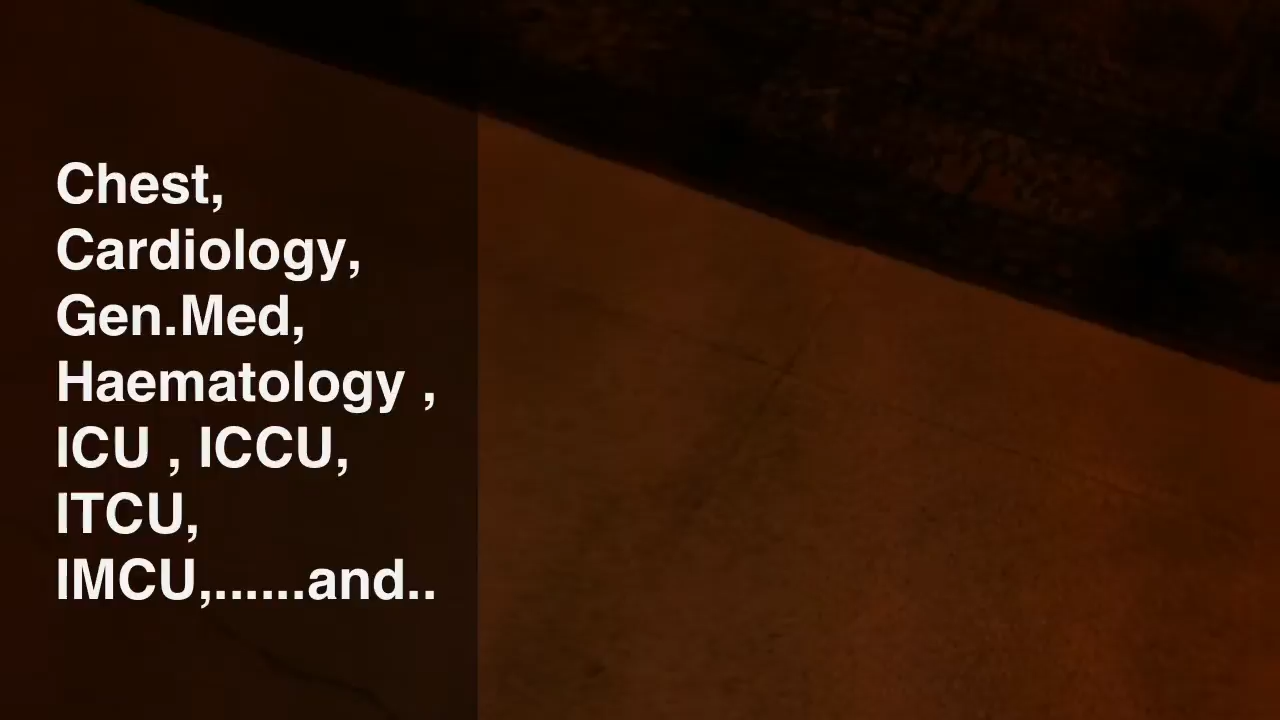 Chest,
Cardiology,
Gen.Med,
Haematology ,
ICU , ICCU,
ITCU,
IMCU,......and..